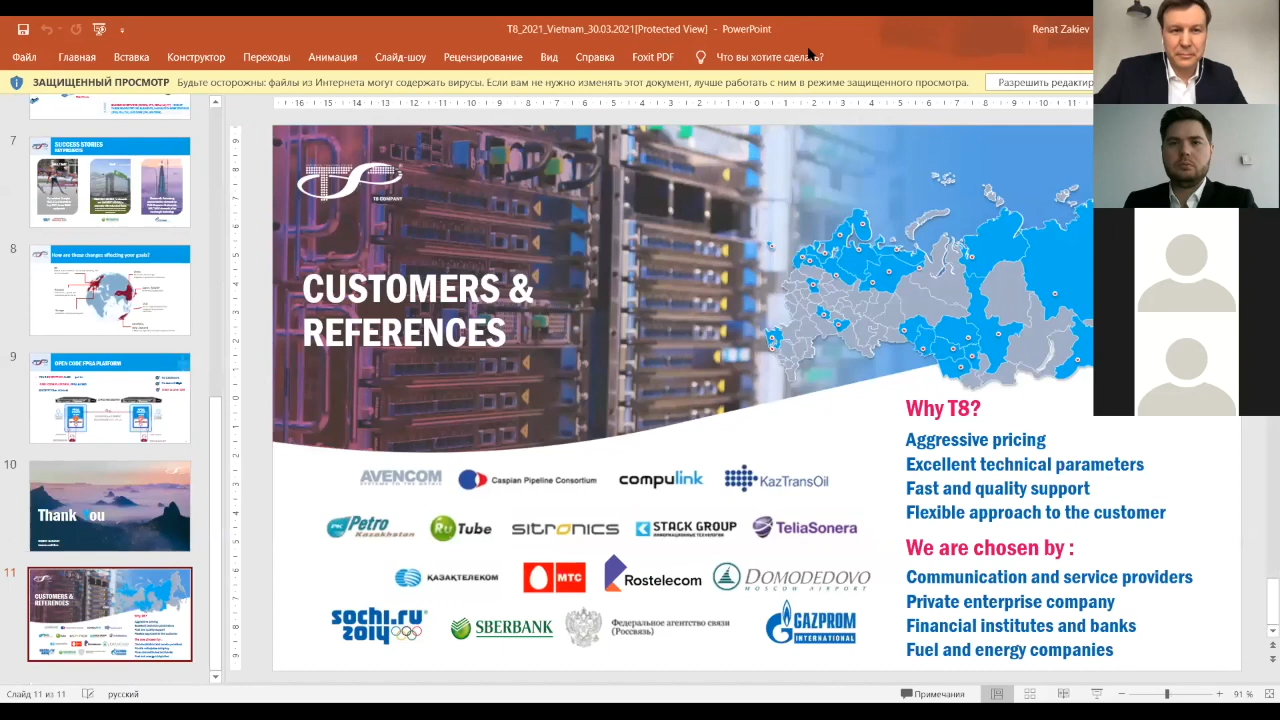 T8_2021_Vietnam_30.03.2021[Protected View] - PowerPoint
Renat Zakiev
Файл Главная Вставка Конструктор Переходы Анимация Слайд-шоу Рецензирование Вид Справка Foxit PDF Что вы хотите сделать?
ЗАЩИЩЕННЫЙ ПРОСМОТР Будьте осторожны: файлы из Интернета могут содержать вирусы. Если вам не нужно изменять этот документ, лучше работать с ним в режиме защищенного просмотра. Разрешить редактир
7
SUCCESS STORIES
KEY PROJECTS
8
How are these changes affecting your goals?
9
OPEN CODE FPGA PLATFORM
10
Thank You
11
CUSTOMERS &
REFERENCES
T8 COMPANY
CUSTOMERS &
REFERENCES
Why T8?
Aggressive pricing
Excellent technical parameters
Fast and quality support
Flexible approach to the customer
We are chosen by :
Communication and service providers
Private enterprise company
Financial institutes and banks
Fuel and energy companies
AVENCOM
Caspian Pipeline Consortium
compulink
KazTransOil
PK Petro Kazakhstan
RuTube
SITRONICS
STACK GROUP
ИНФОРМАЦИОННЫЕ ТЕХНОЛОГИИ
TeliaSonera
ҚАЗАҚТЕЛЕКОМ
МТС
Rostelecom
DOMODEDOVO
MOSCOW AIRPORT
sochi.ru
2014
SBERBANK
Федеральное агентство связи
(Россвязь)
GAZPROM
INTERNATIONAL
Слайд 11 из 11 русский Примечания 91 %